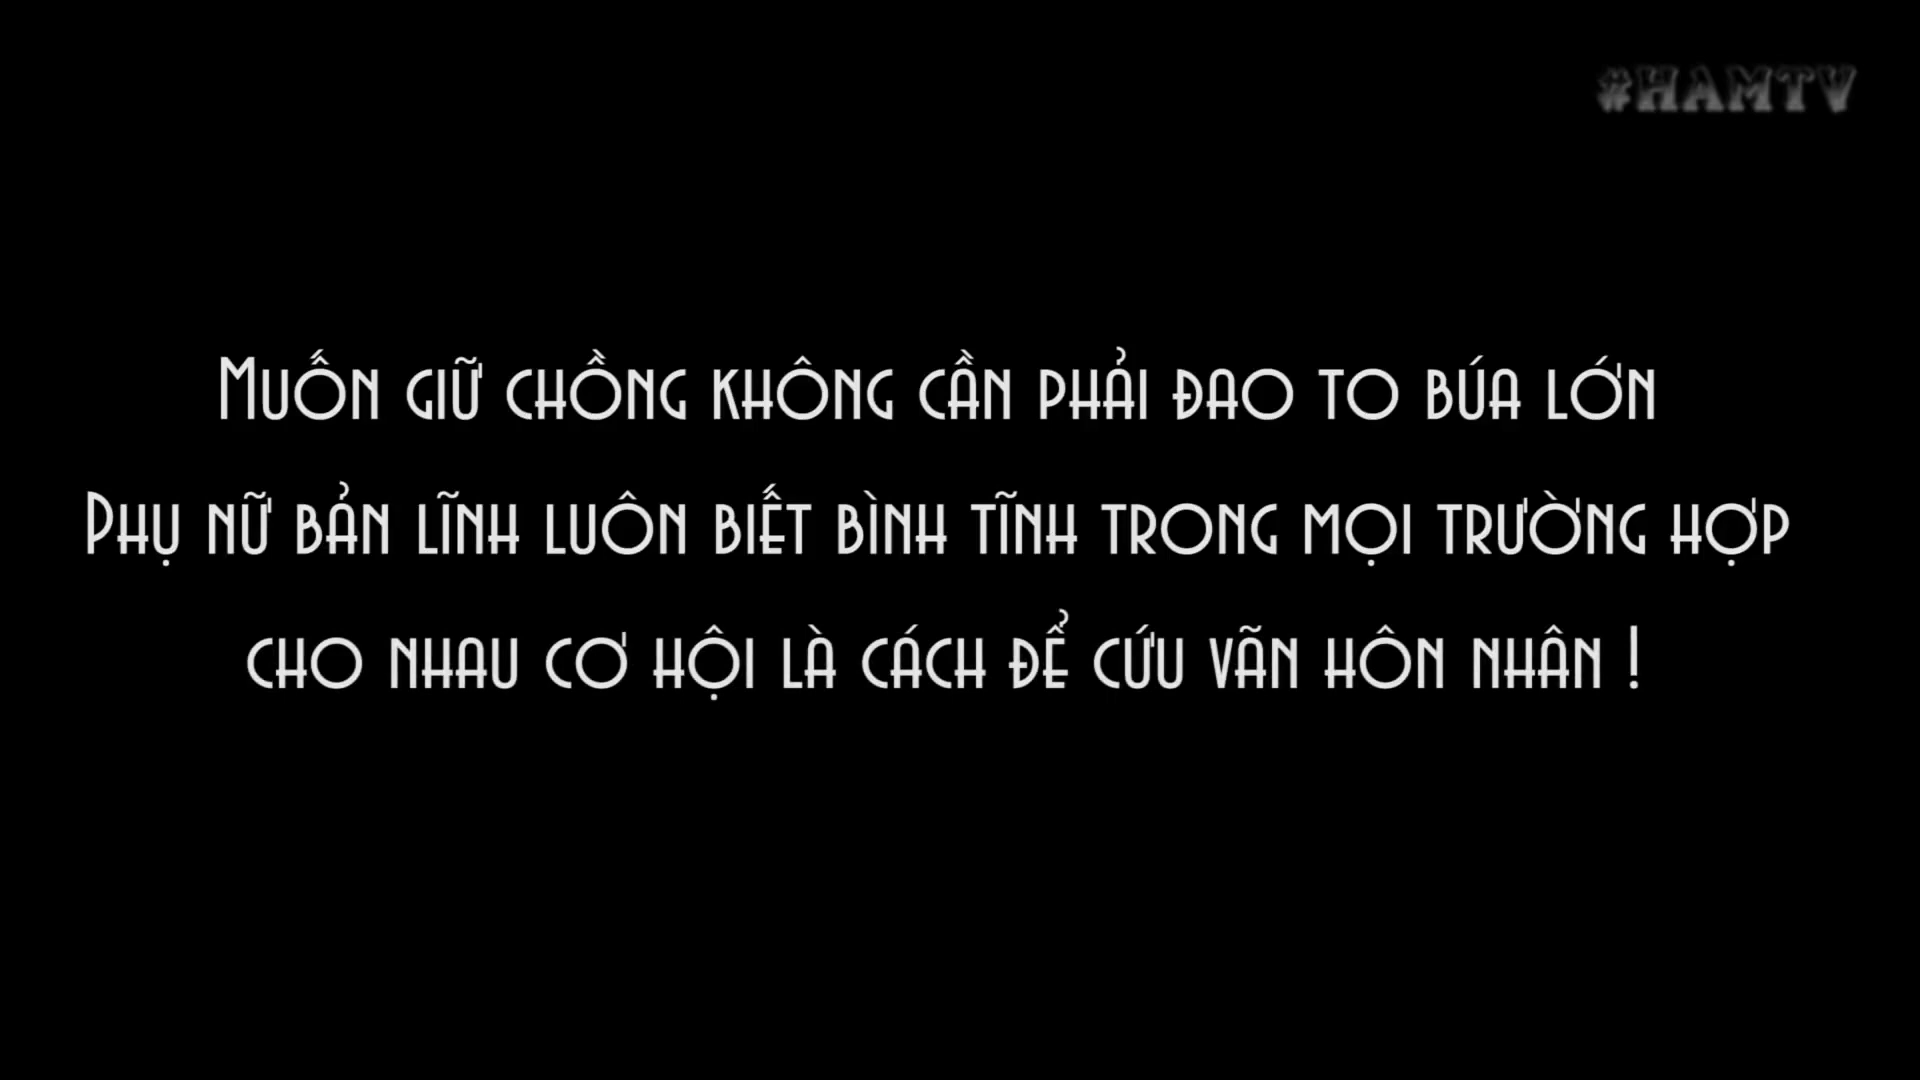 #HAMTV
Muốn giữ chồng không cần phải đao to búa lớn
Phụ nữ bản lĩnh luôn biết bình tĩnh trong mọi trường hợp
cho nhau cơ hội là cách để cứu vãn hôn nhân !